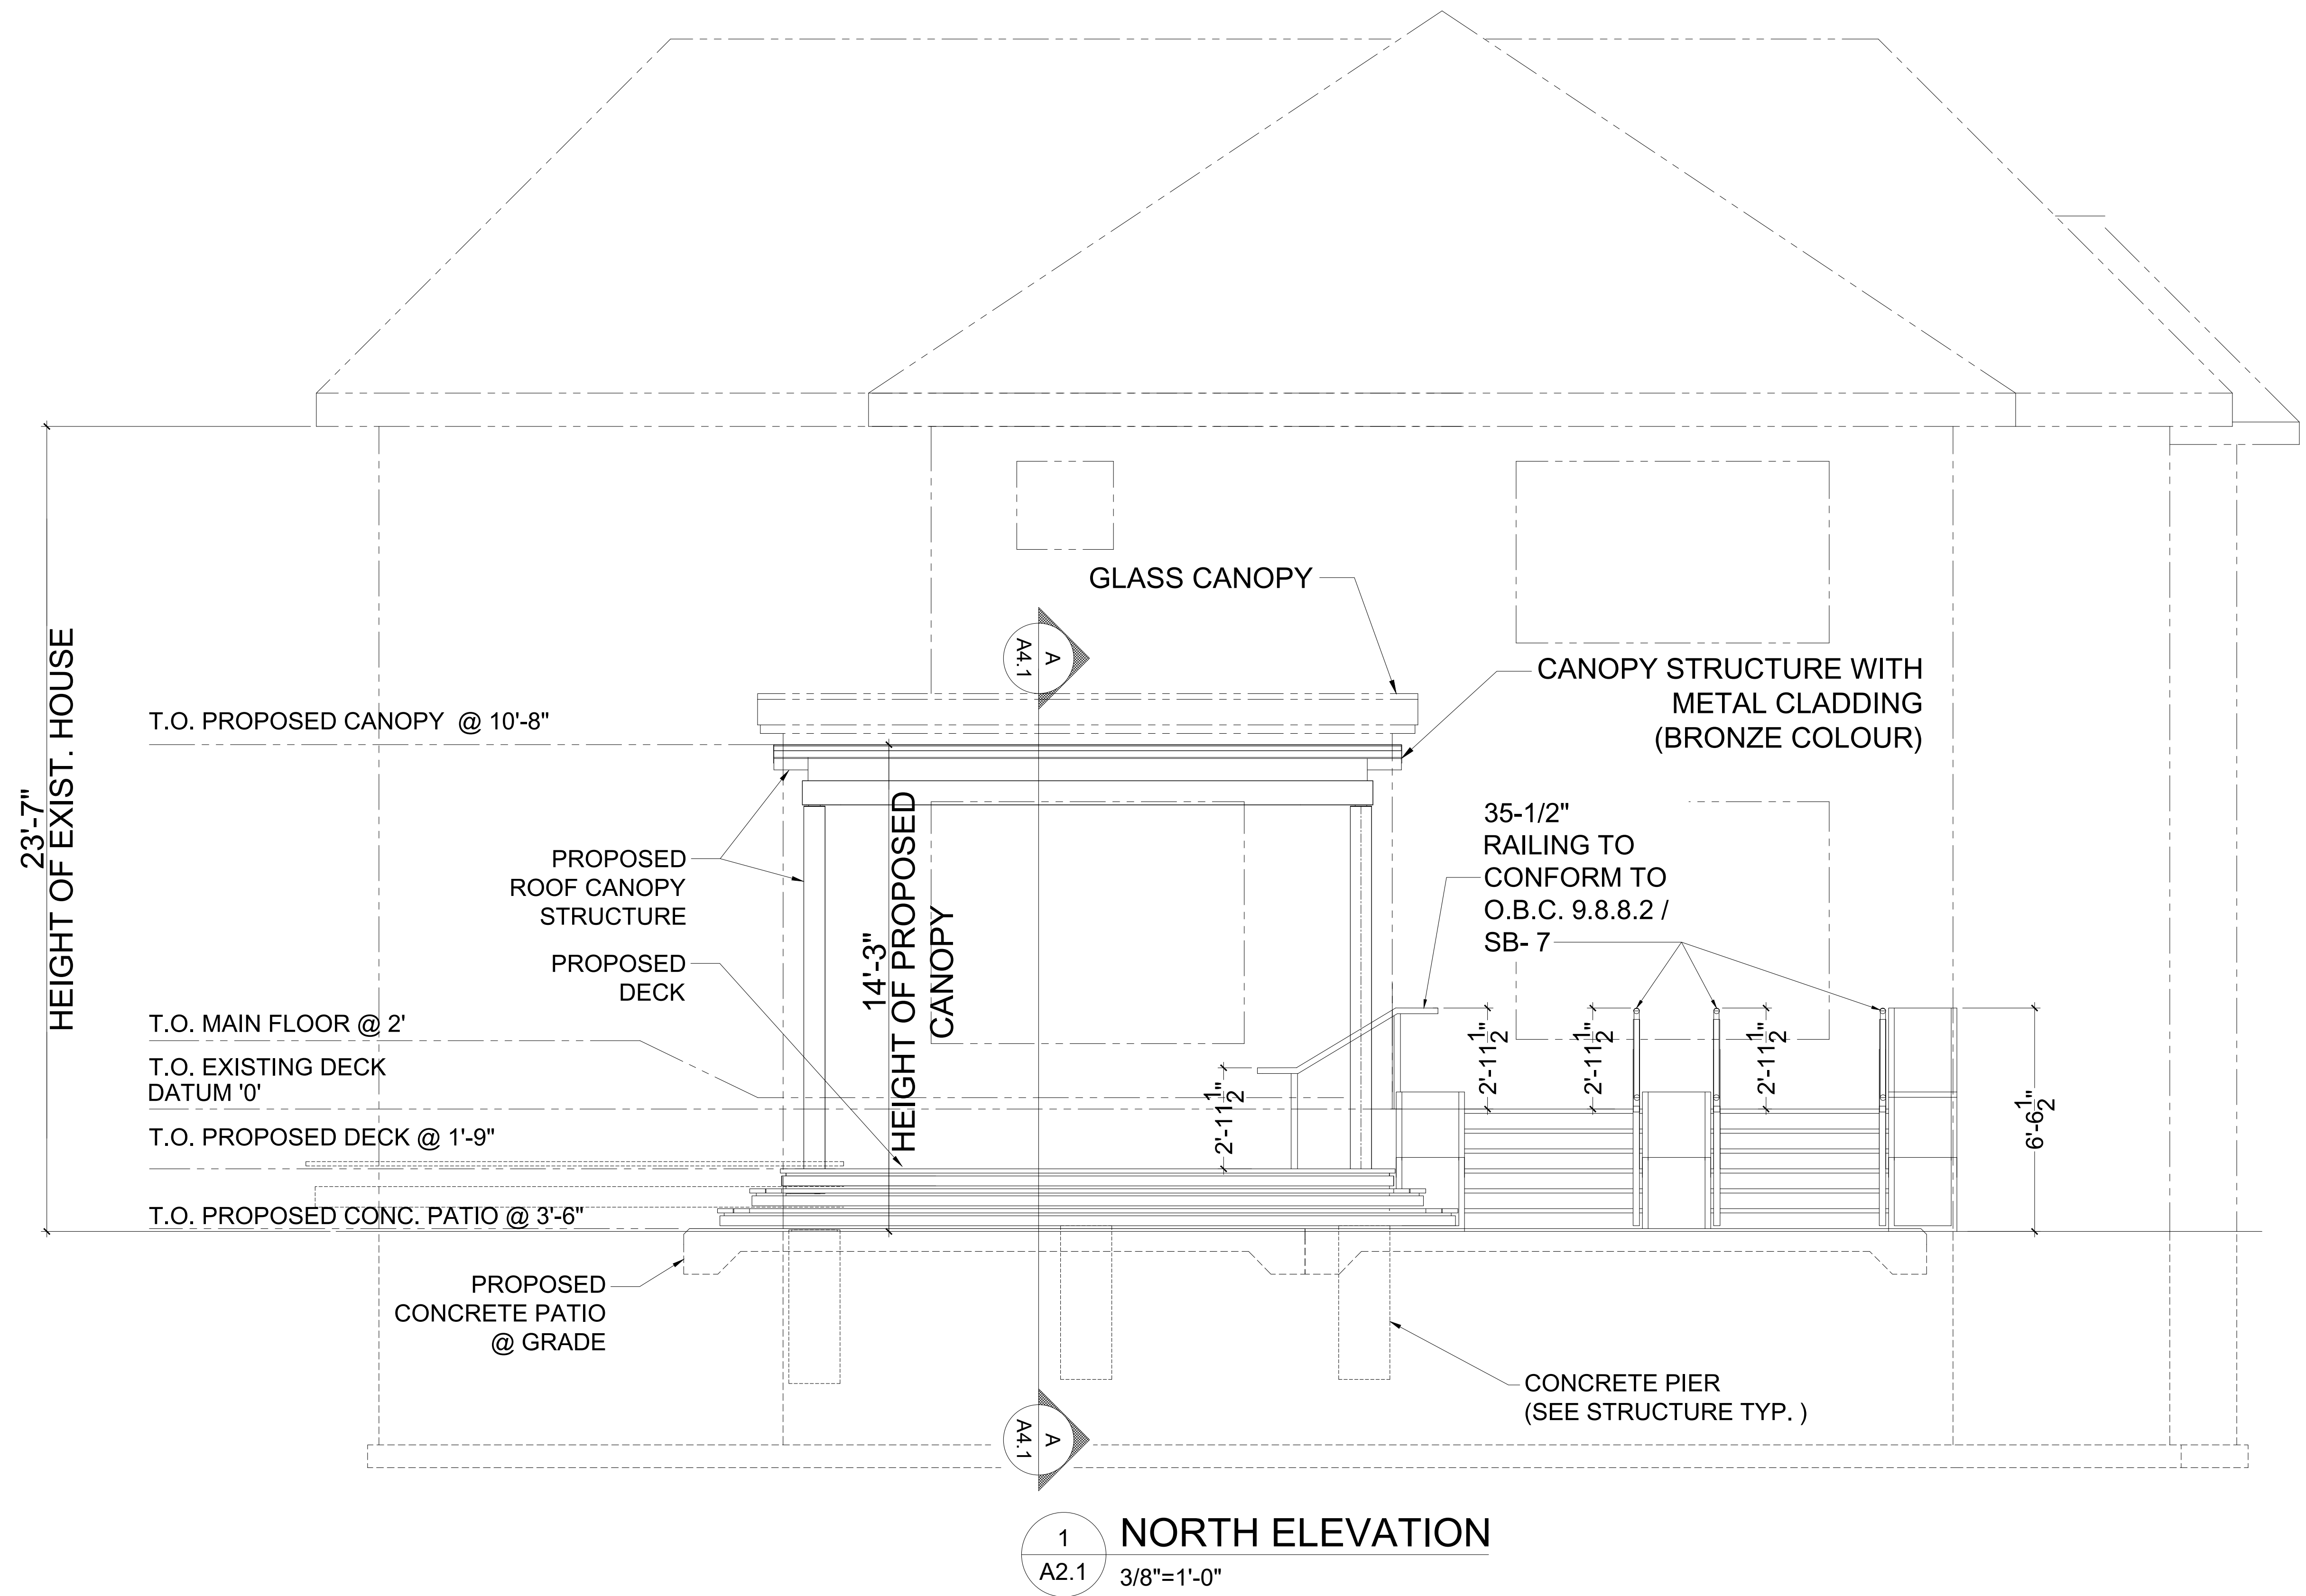 GLASS CANOPY
A
A4.1
CANOPY STRUCTURE WITH
METAL CLADDING
(BRONZE COLOUR)
23'-7"
HEIGHT OF EXIST. HOUSE
T.O. PROPOSED CANOPY @ 10'-8"
35-1/2"
RAILING TO
CONFORM TO
O.B.C. 9.8.8.2 /
SB- 7
PROPOSED
ROOF CANOPY
STRUCTURE
14'-3"
HEIGHT OF PROPOSED
CANOPY
PROPOSED
DECK
T.O. MAIN FLOOR @ 2'
T.O. EXISTING DECK
DATUM '0'
T.O. PROPOSED DECK @ 1'-9"
T.O. PROPOSED CONC. PATIO @ 3'-6"
2'-11 1/2"
2'-11 1/2"
2'-11 1/2"
2'-11 1/2"
6'-6 1/2"
PROPOSED
CONCRETE PATIO
@ GRADE
CONCRETE PIER
(SEE STRUCTURE TYP. )
A
A4.1
1
A2.1
NORTH ELEVATION
3/8"=1'-0"